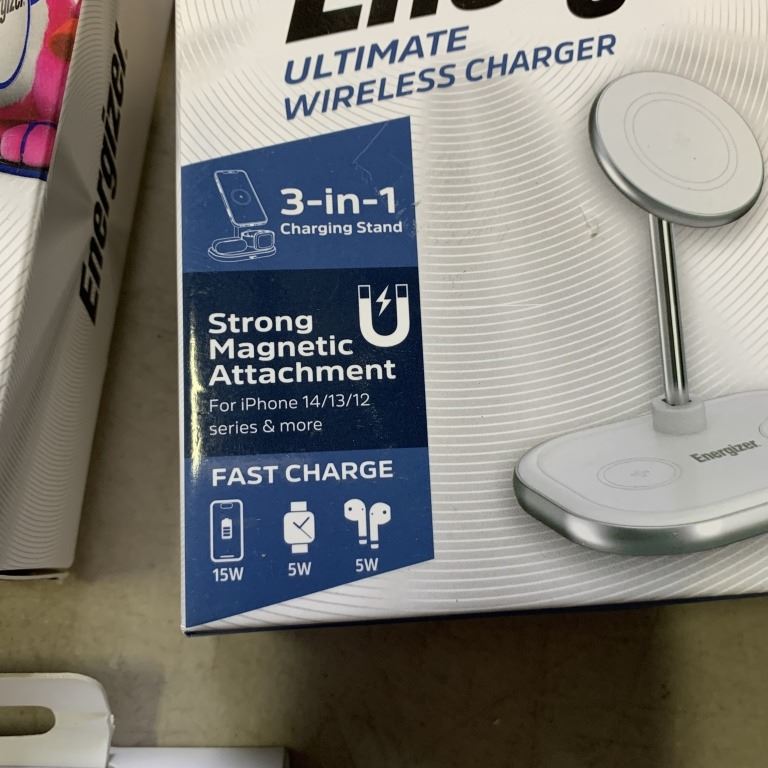 ULTIMATE
WIRELESS CHARGER
3-in-1
Charging Stand
Strong
Magnetic
Attachment
For iPhone 14/13/12
series & more
FAST CHARGE
15W 5W 5W
Energizer
Energizer